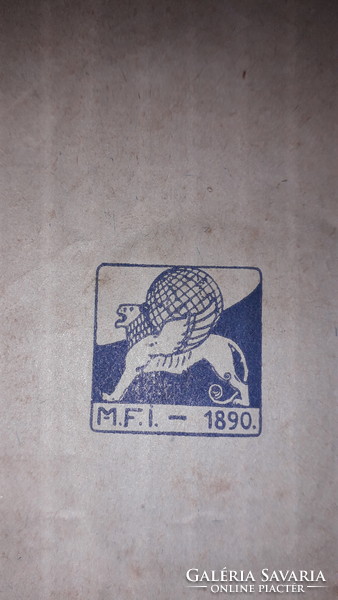 M.F.I. – 1890.
GALÉRIA SAVARIA
ONLINE PIACTÉR